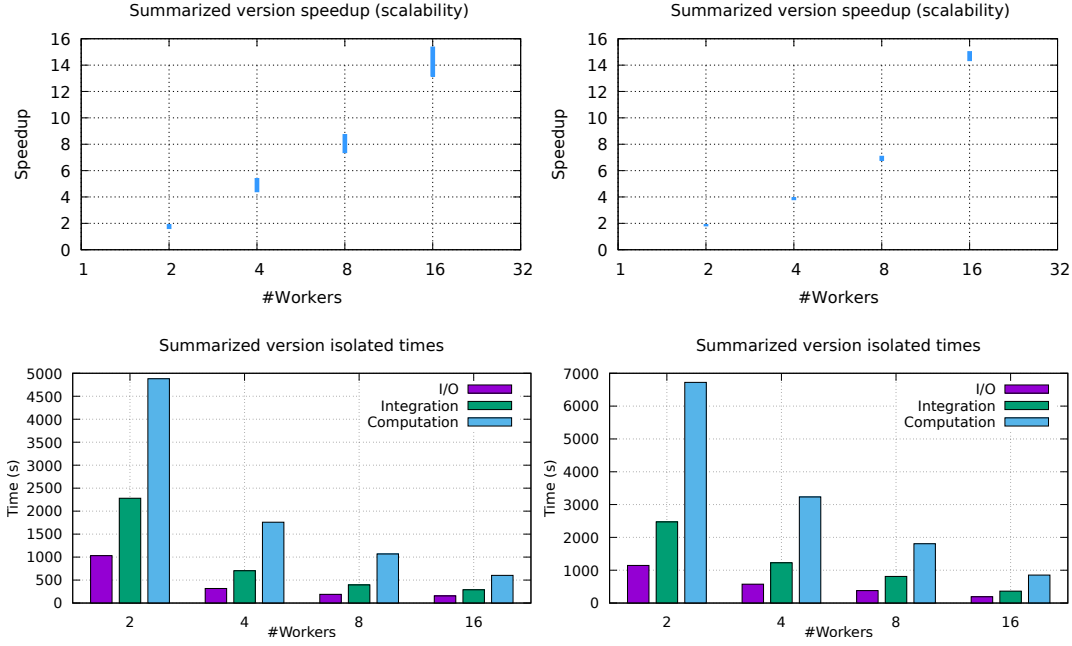 Summarized version speedup (scalability)
16
14
12
10
8
6
4
2
0
Speedup
1 2 4 8 16 32
#Workers
Summarized version speedup (scalability)
16
14
12
10
8
6
4
2
0
Speedup
1 2 4 8 16 32
#Workers
Summarized version isolated times
5000
4500
4000
3500
3000
2500
2000
1500
1000
500
0
Time (s)
I/O
Integration
Computation
2 4 8 16
#Workers
Summarized version isolated times
7000
6000
5000
4000
3000
2000
1000
0
Time (s)
I/O
Integration
Computation
2 4 8 16
#Workers